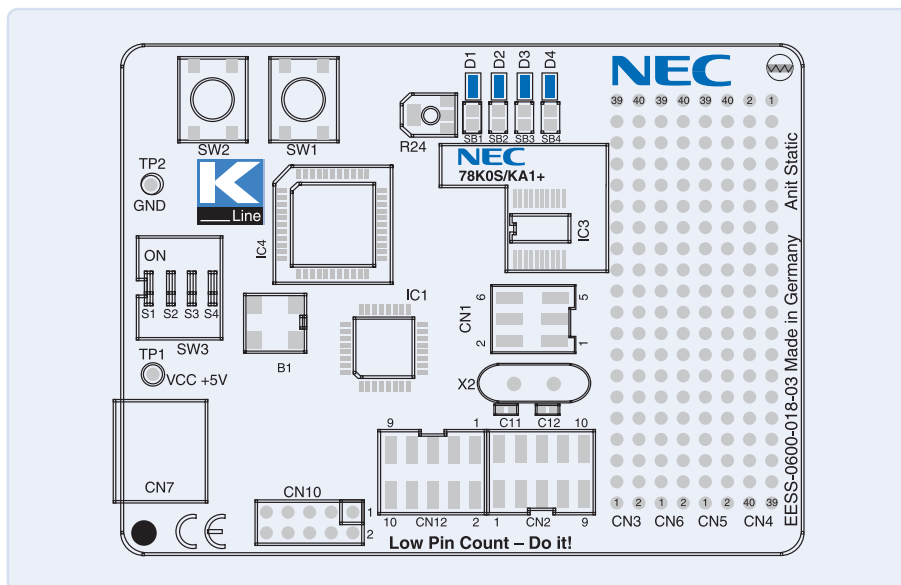 D1 D2 D3 D4
NEC
39 40 39 40 39 40 2 1
R24
SB1 SB2 SB3 SB4
SW2 SW1
TP2
GND
K
Line
NEC
78K0S/KA1+
IC3
IC4
Anit Static
ON
S1 S2 S3 S4
SW3
IC1
B1
6 5
CN1
2 1
TP1
VCC +5V
X2
C11 C12
9 1
1 10
CN7
CN10
1
2
10 CN12 2
1 CN2 9
1 2 1 2 1 2 40 39
CN3 CN6 CN5 CN4
EESS-0600-018-03 Made in Germany
CE
Low Pin Count – Do it!